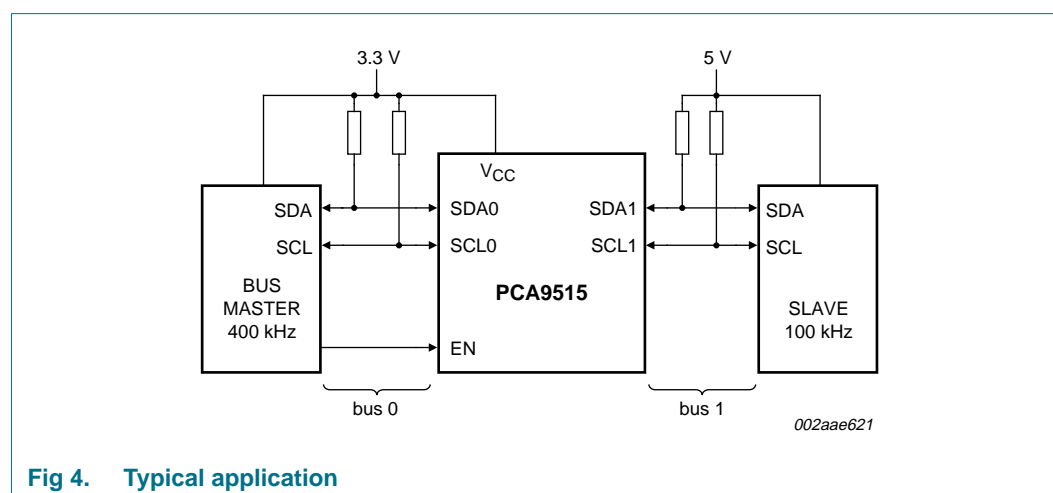 3.3 V
5 V
VCC
SDA
SDA0
SDA1
SDA
SCL
SCL0
SCL1
SCL
PCA9515
BUS
MASTER
400 kHz
SLAVE
100 kHz
EN
bus 0
bus 1
002aae621
Fig 4. Typical application